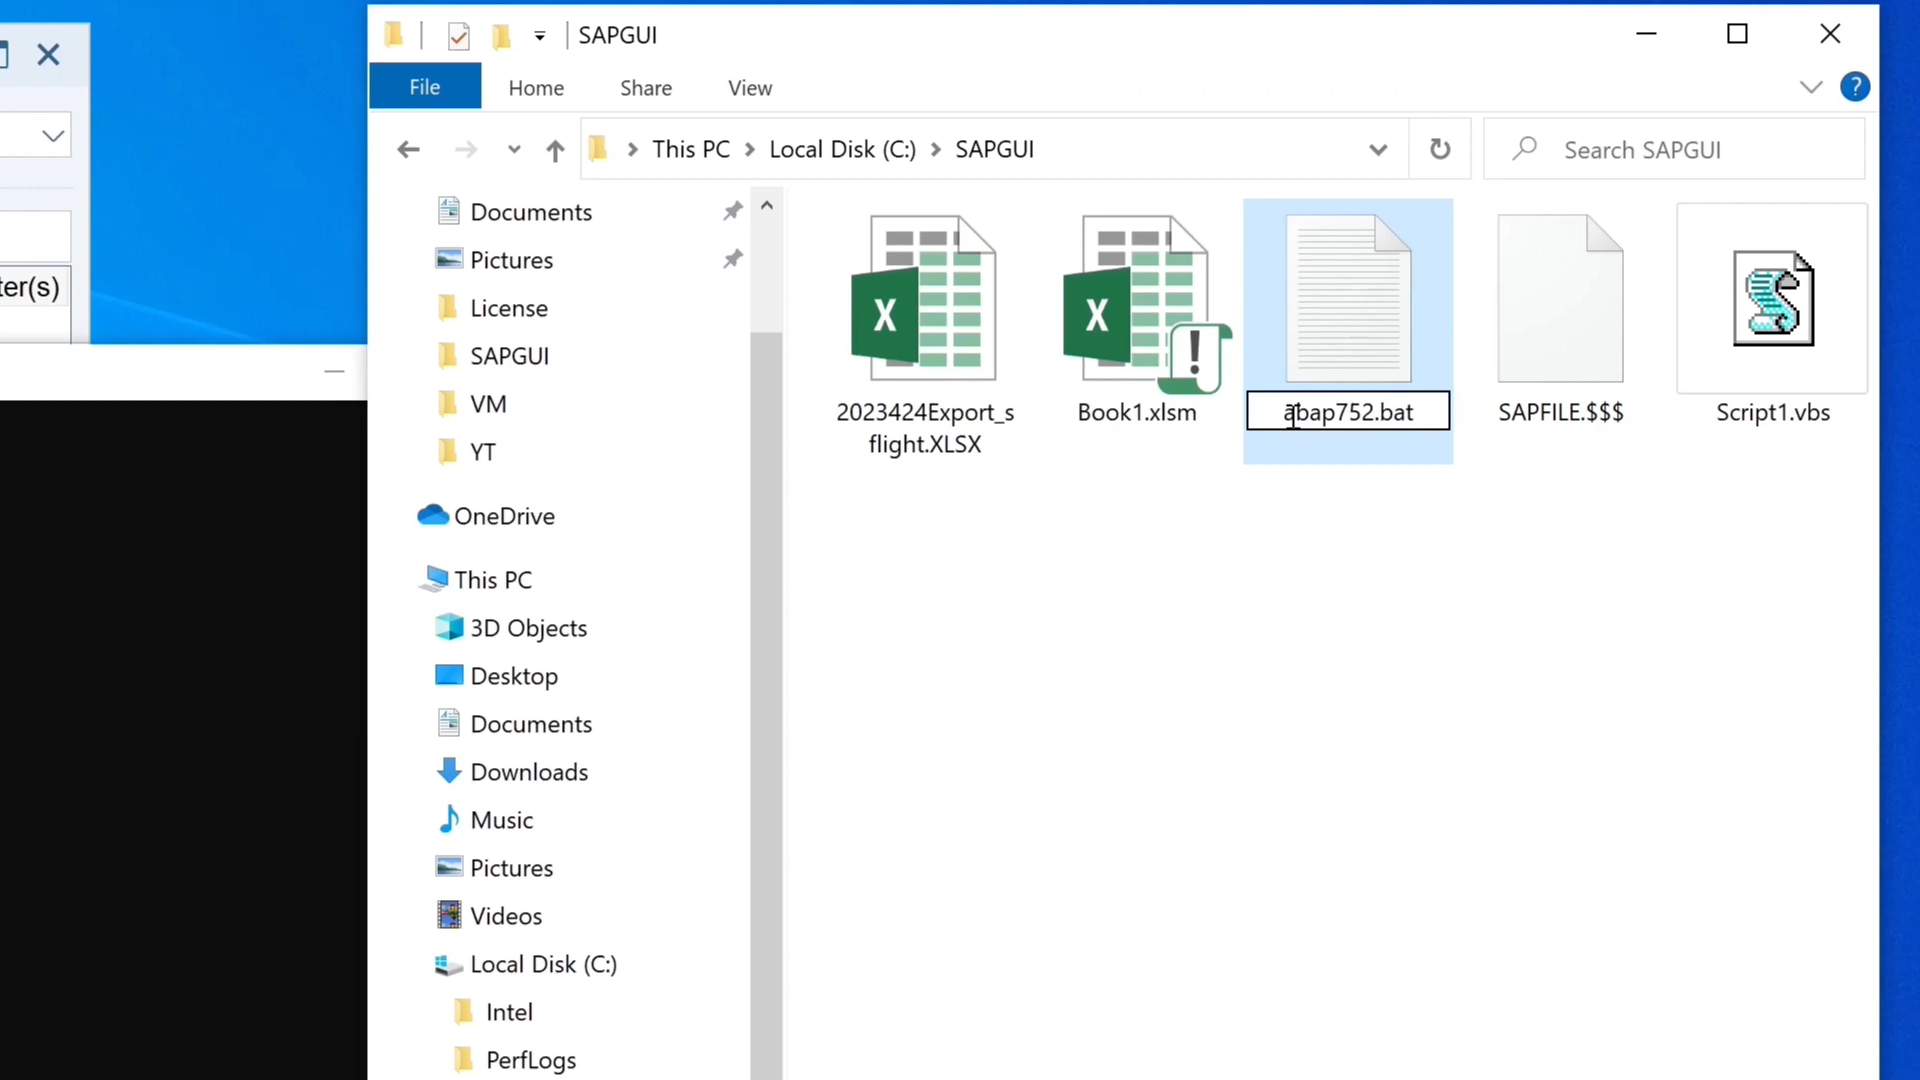 SAPGUI
File
Home
Share
View
This PC
Local Disk (C:)
SAPGUI
Search SAPGUI
ter(s)
Documents
Pictures
License
SAPGUI
VM
YT
OneDrive
This PC
3D Objects
Desktop
Documents
Downloads
Music
Pictures
Videos
Local Disk (C:)
Intel
PerfLogs
2023424Export_s
flight.XLSX
Book1.xlsm
abap752.bat
SAPFILE.$$$
Script1.vbs